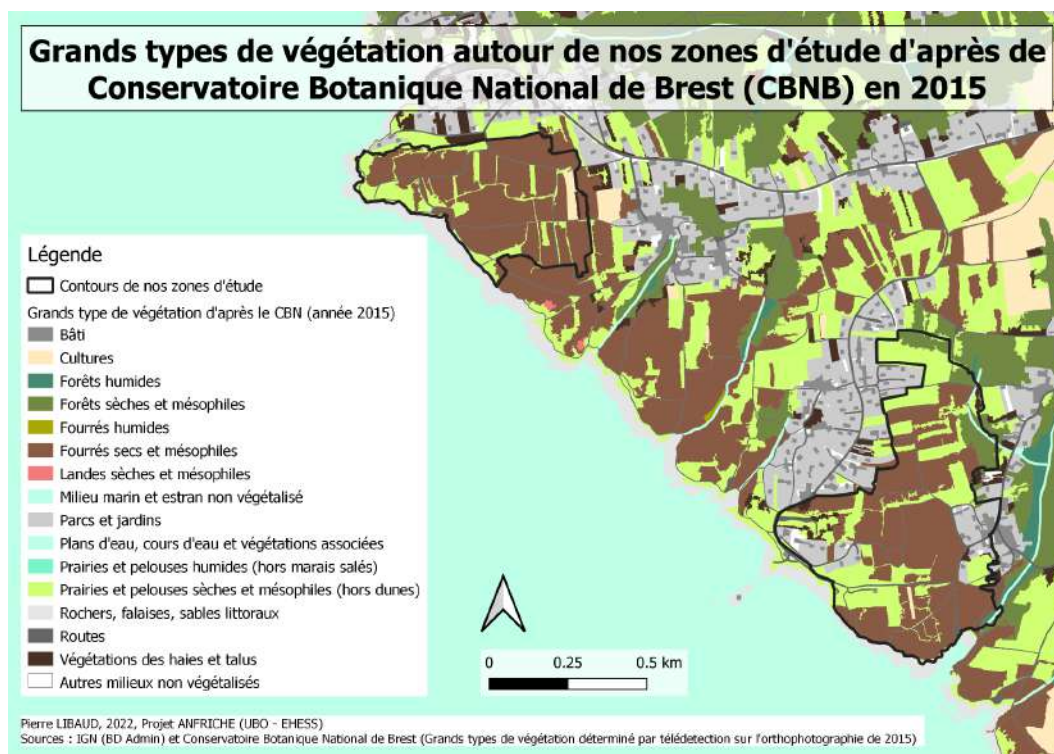 Grands types de végétation autour de nos zones d'étude d'après de
Conservatoire Botanique National de Brest (CBNB) en 2015
Légende
Contours de nos zones d'étude
Grands type de végétation d'après le CBN (année 2015)
Bâti
Cultures
Forêts humides
Forêts sèches et mésophiles
Fourrés humides
Fourrés secs et mésophiles
Landes sèches et mésophiles
Milieu marin et estran non végétalisé
Parcs et jardins
Plans d'eau, cours d'eau et végétations associées
Prairies et pelouses humides (hors marais salés)
Prairies et pelouses sèches et mésophiles (hors dunes)
Rochers, falaises, sables littoraux
Routes
Végétations des haies et talus
Autres milieux non végétalisés
0 0.25 0.5 km
Pierre LIBAUD, 2022, Projet ANFRICHE (UBO - EHESS)
Sources : IGN (BD Admin) et Conservatoire Botanique National de Brest (Grands types de végétation déterminé par télédetection sur l'orthophotographie de 2015)